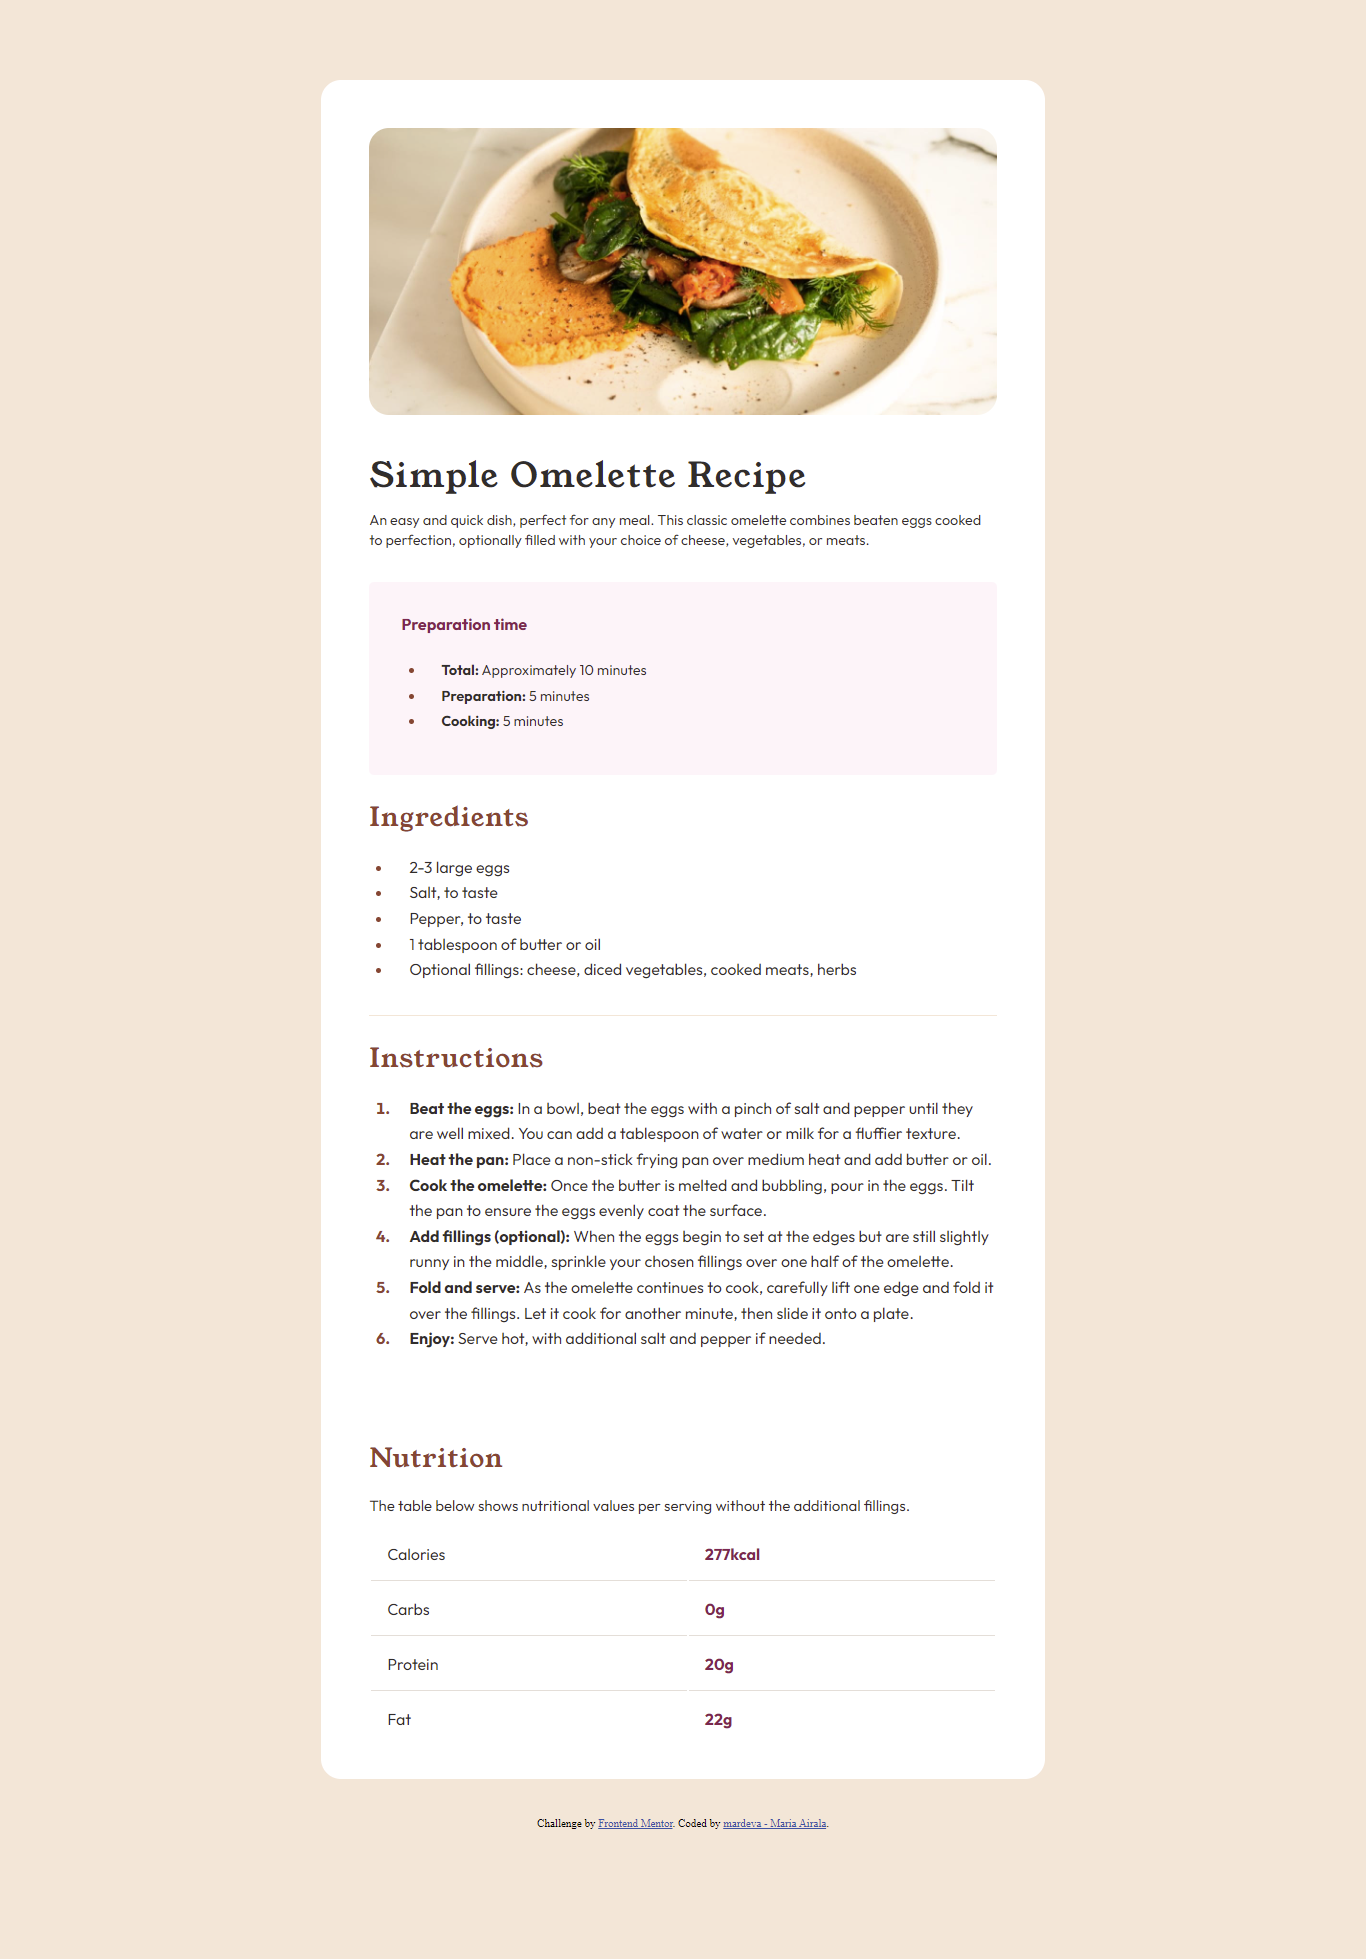 Simple Omelette Recipe
An easy and quick dish, perfect for any meal. This classic omelette combines beaten eggs cooked
to perfection, optionally filled with your choice of cheese, vegetables, or meats.
Preparation time
• Total: Approximately 10 minutes
• Preparation: 5 minutes
• Cooking: 5 minutes
Ingredients
• 2-3 large eggs
• Salt, to taste
• Pepper, to taste
• 1 tablespoon of butter or oil
• Optional fillings: cheese, diced vegetables, cooked meats, herbs
Instructions
1. Beat the eggs: In a bowl, beat the eggs with a pinch of salt and pepper until they
are well mixed. You can add a tablespoon of water or milk for a fluffier texture.
2. Heat the pan: Place a non-stick frying pan over medium heat and add butter or oil.
3. Cook the omelette: Once the butter is melted and bubbling, pour in the eggs. Tilt
the pan to ensure the eggs evenly coat the surface.
4. Add fillings (optional): When the eggs begin to set at the edges but are still slightly
runny in the middle, sprinkle your chosen fillings over one half of the omelette.
5. Fold and serve: As the omelette continues to cook, carefully lift one edge and fold it
over the fillings. Let it cook for another minute, then slide it onto a plate.
6. Enjoy: Serve hot, with additional salt and pepper if needed.
Nutrition
The table below shows nutritional values per serving without the additional fillings.
Calories 277kcal
Carbs 0g
Protein 20g
Fat 22g
Challenge by Frontend Mentor. Coded by mardeva - Maria Airala.